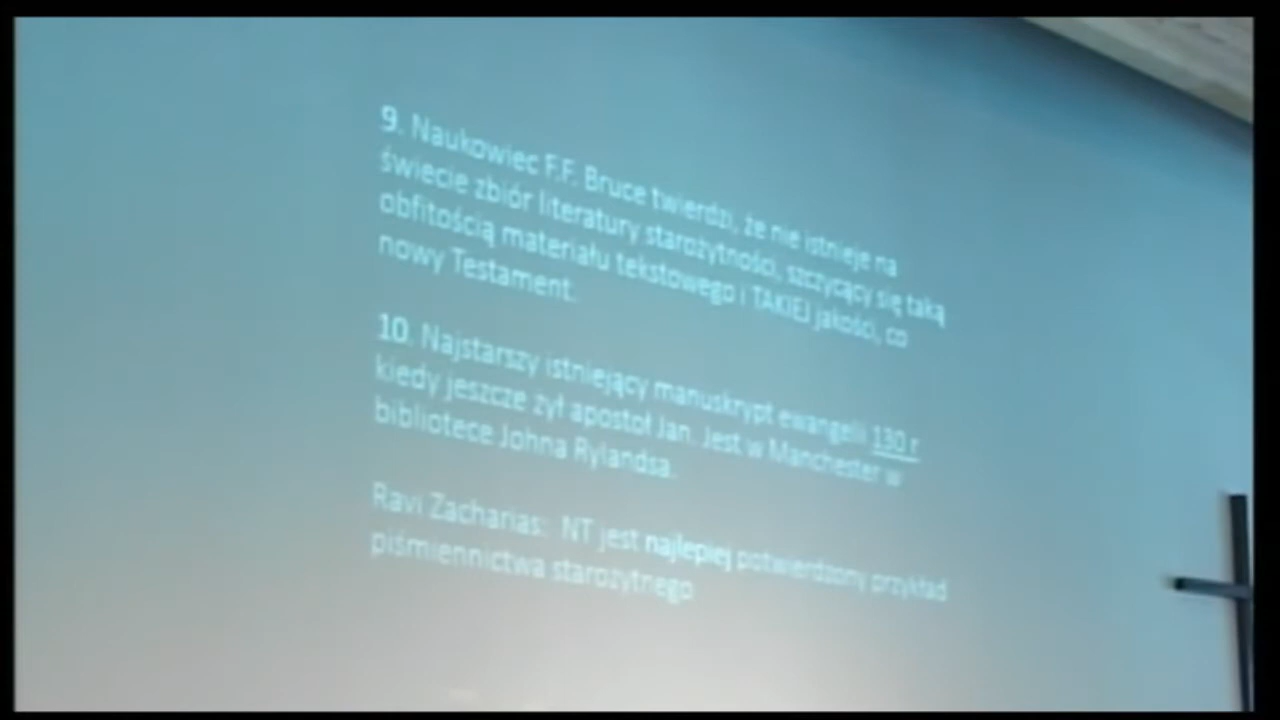 9. Naukowiec F.F. Bruce twierdzi, że nie istnieje na
świecie zbiór literatury starożytności, szczycący się taką
obfitością materiału tekstowego i TAKIEJ jakości, co
nowy Testament.
10. Najstarszy istniejący manuskrypt ewangelii 130 r.
kiedy jeszcze żył apostoł Jan. Jest w Manchester w
bibliotece Johna Rylandsa.
Ravi Zacharias: NT jest najlepiej potwierdzony przykład
piśmiennictwa starożytnego